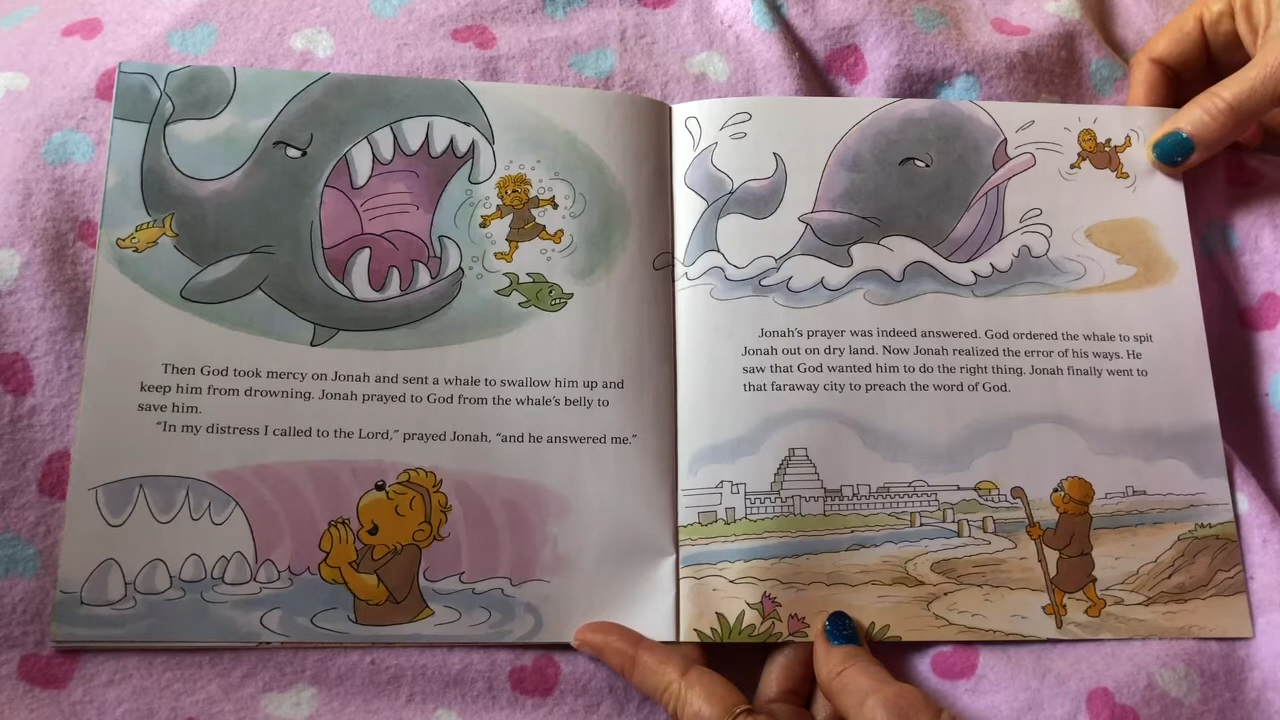 Then God took mercy on Jonah and sent a whale to swallow him up and
keep him from drowning. Jonah prayed to God from the whale's belly to
save him.
"In my distress I called to the Lord," prayed Jonah, "and he answered me."
Jonah's prayer was indeed answered. God ordered the whale to spit
Jonah out on dry land. Now Jonah realized the error of his ways. He
saw that God wanted him to do the right thing. Jonah finally went to
that faraway city to preach the word of God.